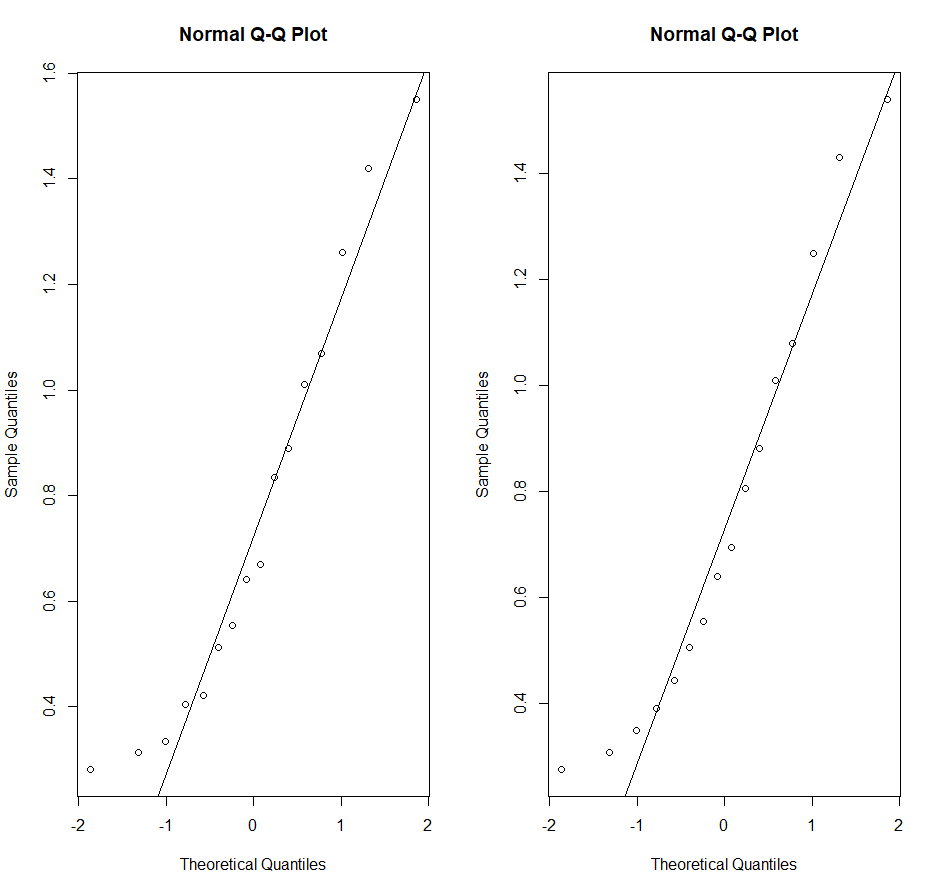 Normal Q-Q Plot
Sample Quantiles
1.6
1.4
1.2
1.0
0.8
0.6
0.4
-2 -1 0 1 2
Theoretical Quantiles
Normal Q-Q Plot
Sample Quantiles
1.4
1.2
1.0
0.8
0.6
0.4
-2 -1 0 1 2
Theoretical Quantiles